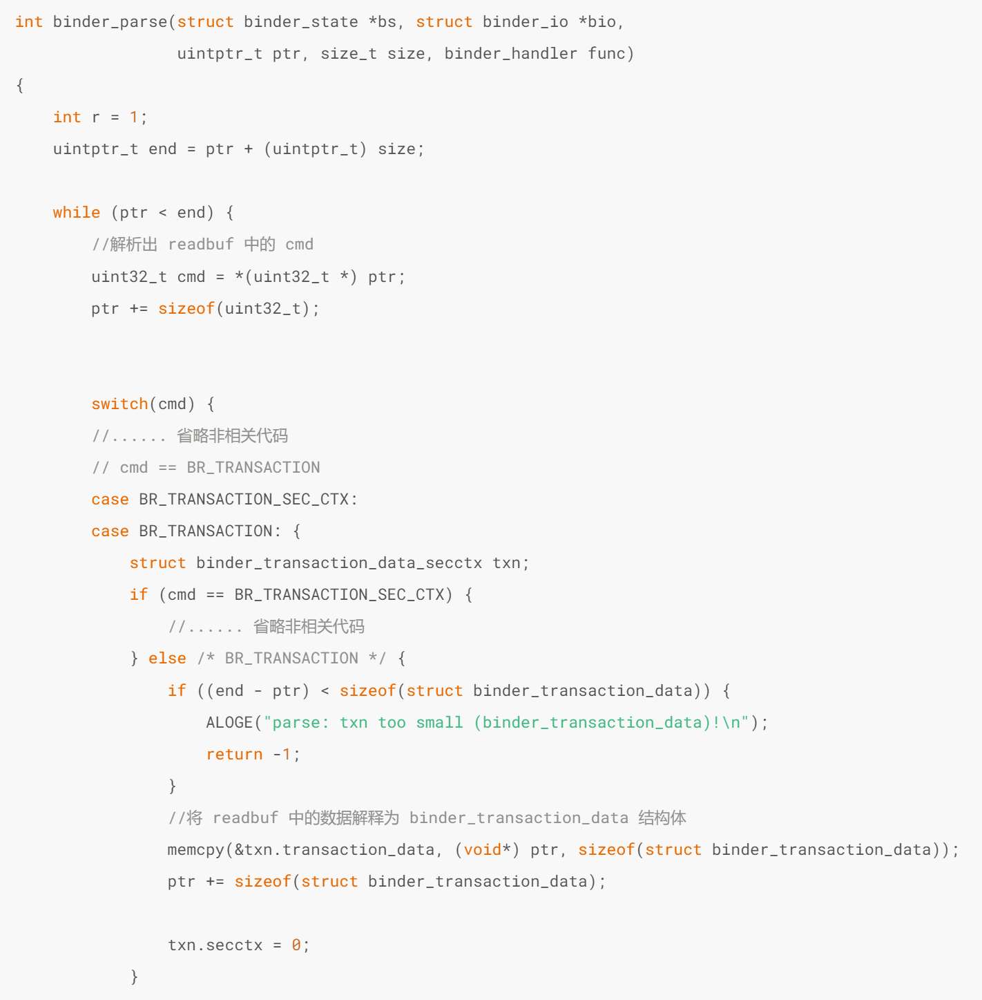 int binder_parse(struct binder_state *bs, struct binder_io *bio,
                 uintptr_t ptr, size_t size, binder_handler func)
{
    int r = 1;
    uintptr_t end = ptr + (uintptr_t) size;

    while (ptr < end) {
        //解析出 readbuf 中的 cmd
        uint32_t cmd = *(uint32_t *) ptr;
        ptr += sizeof(uint32_t);


        switch(cmd) {
        //...... 省略非相关代码
        // cmd == BR_TRANSACTION
        case BR_TRANSACTION_SEC_CTX:
        case BR_TRANSACTION: {
            struct binder_transaction_data_secctx txn;
            if (cmd == BR_TRANSACTION_SEC_CTX) {
                //...... 省略非相关代码
            } else /* BR_TRANSACTION */ {
                if ((end - ptr) < sizeof(struct binder_transaction_data)) {
                    ALOGE("parse: txn too small (binder_transaction_data)!\n");
                    return -1;
                }
                //将 readbuf 中的数据解释为 binder_transaction_data 结构体
                memcpy(&txn.transaction_data, (void*) ptr, sizeof(struct binder_transaction_data));
                ptr += sizeof(struct binder_transaction_data);

                txn.secctx = 0;
            }